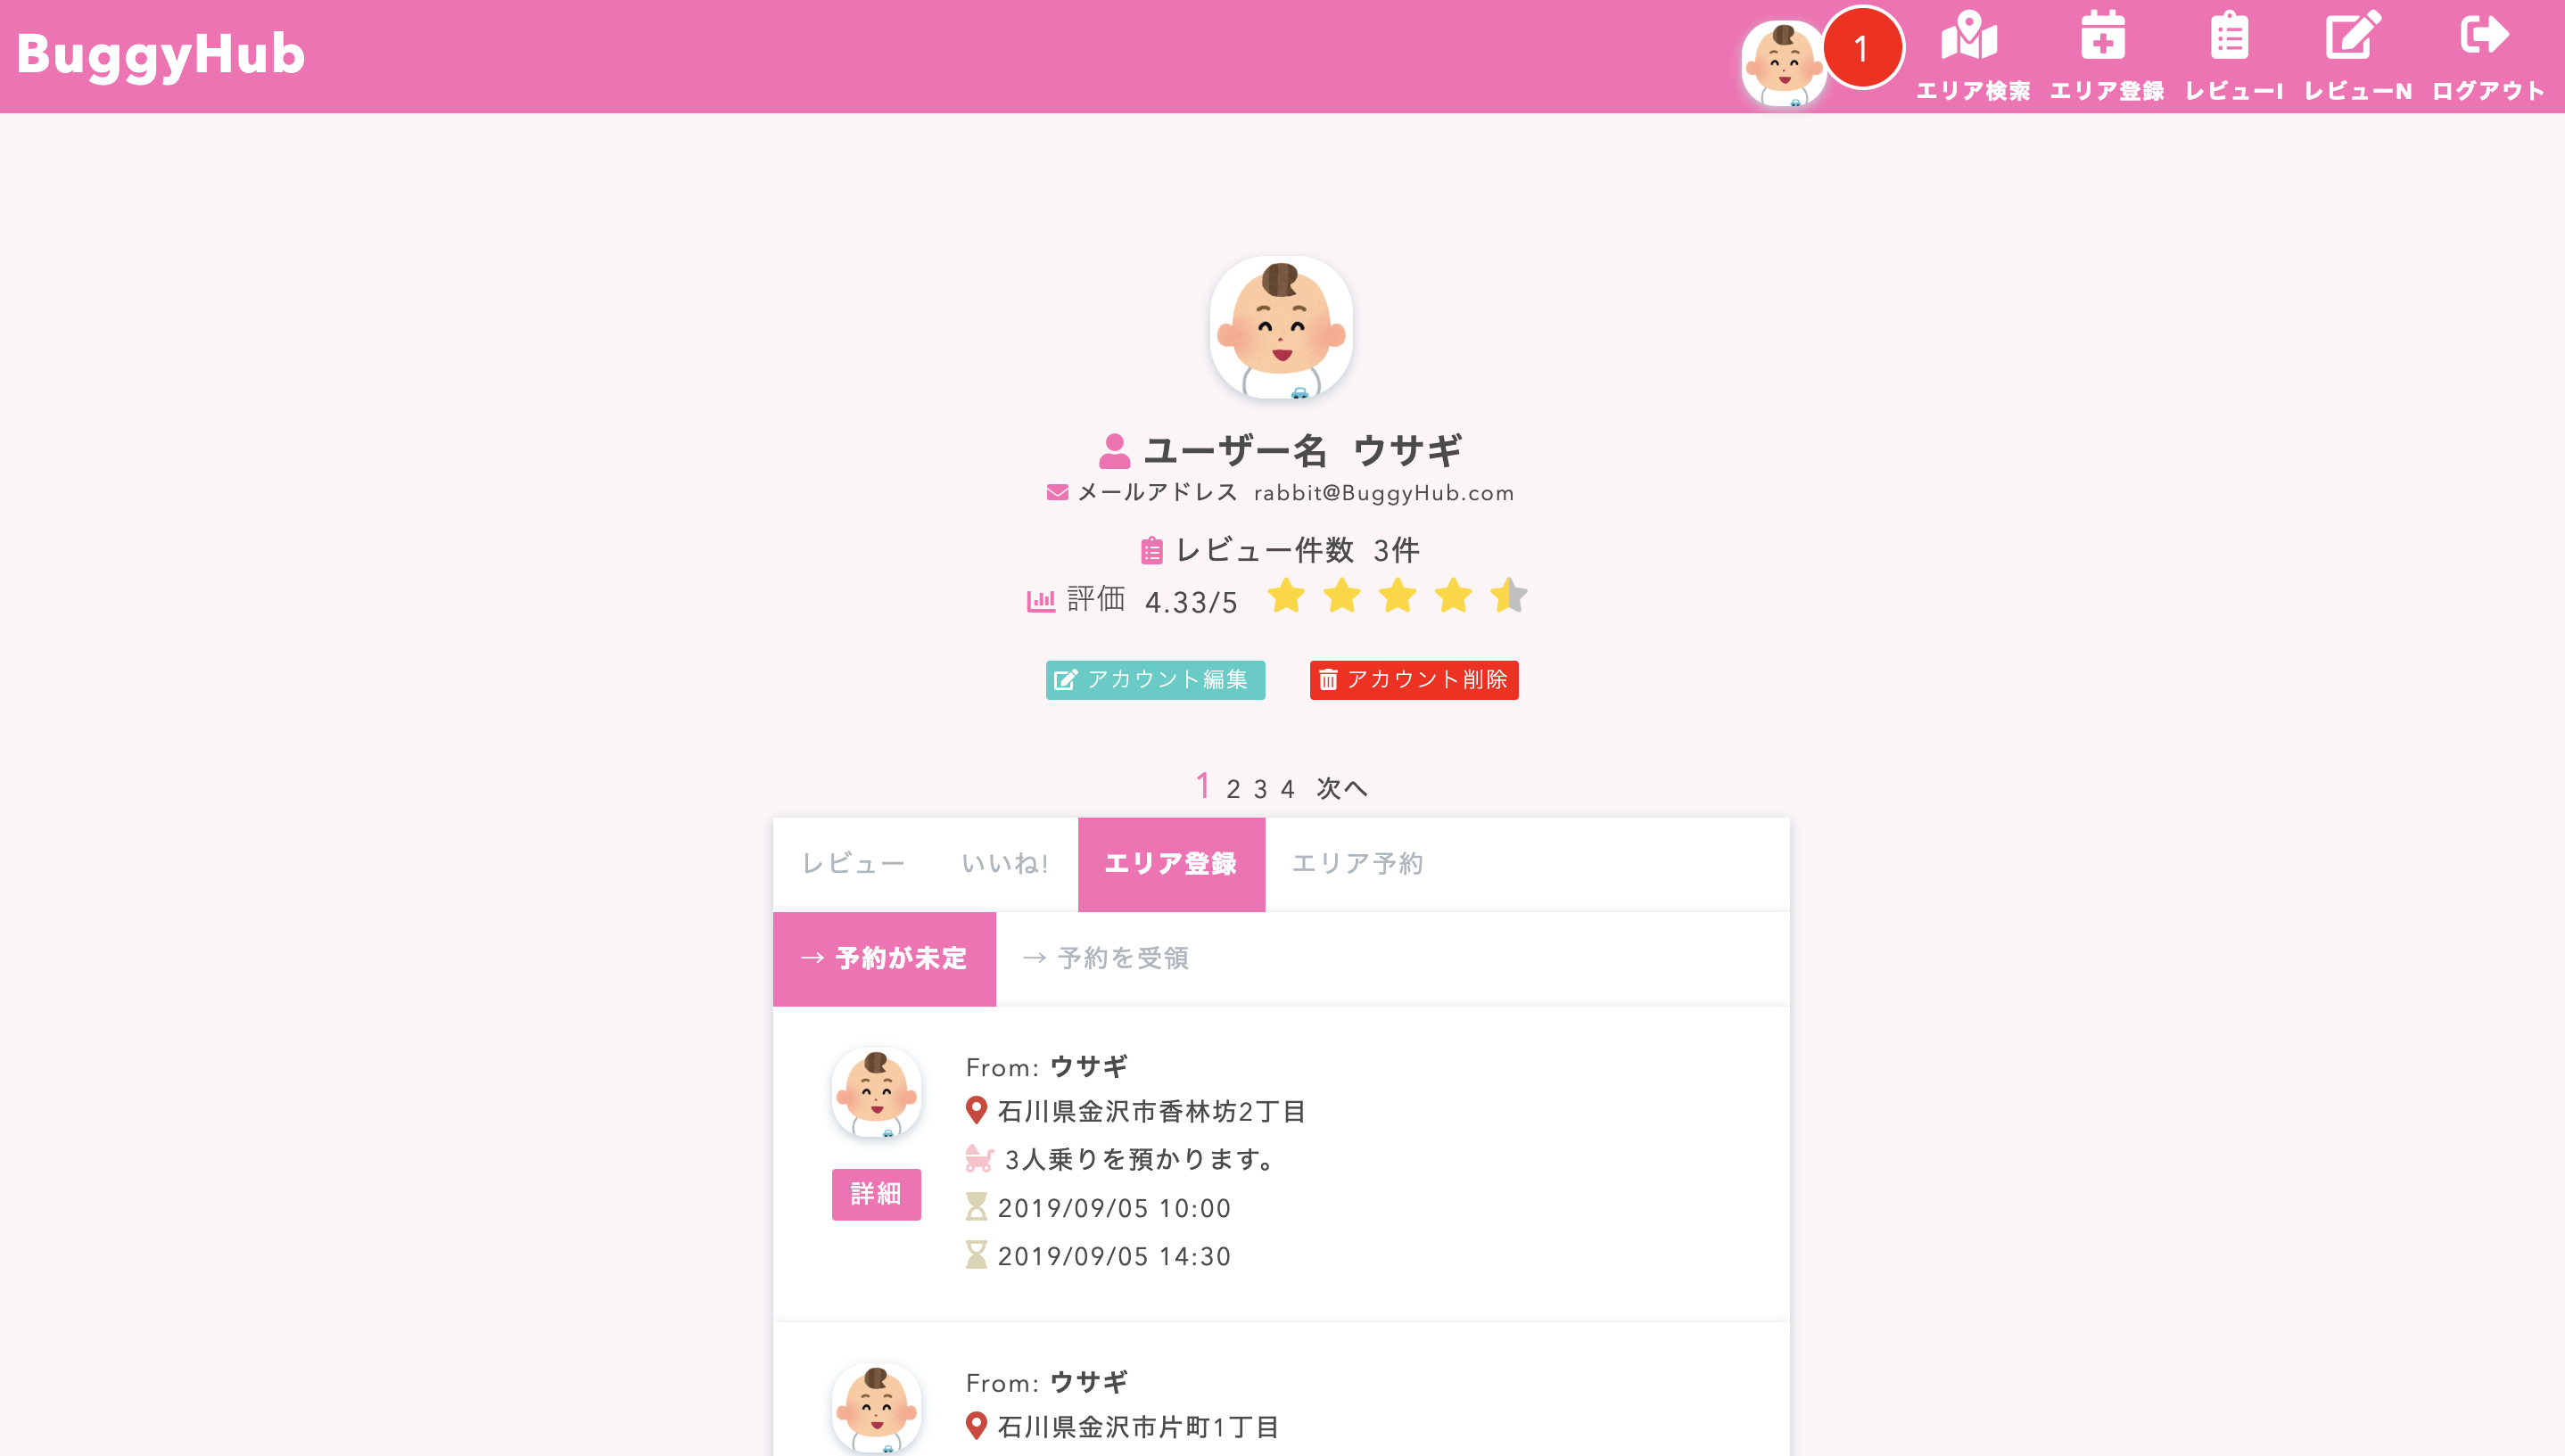 BuggyHub
1
エリア検索 エリア登録 レビューI レビューN ログアウト
ユーザー名 ウサギ
メールアドレス rabbit@BuggyHub.com
レビュー件数 3件
評価 4.33/5
アカウント編集 アカウント削除
1 2 3 4 次へ
レビュー いいね! エリア登録 エリア予約
→ 予約が未定 → 予約を受領
From: ウサギ
石川県金沢市香林坊2丁目
3人乗りを預かります。
詳細
2019/09/05 10:00
2019/09/05 14:30
From: ウサギ
石川県金沢市片町1丁目